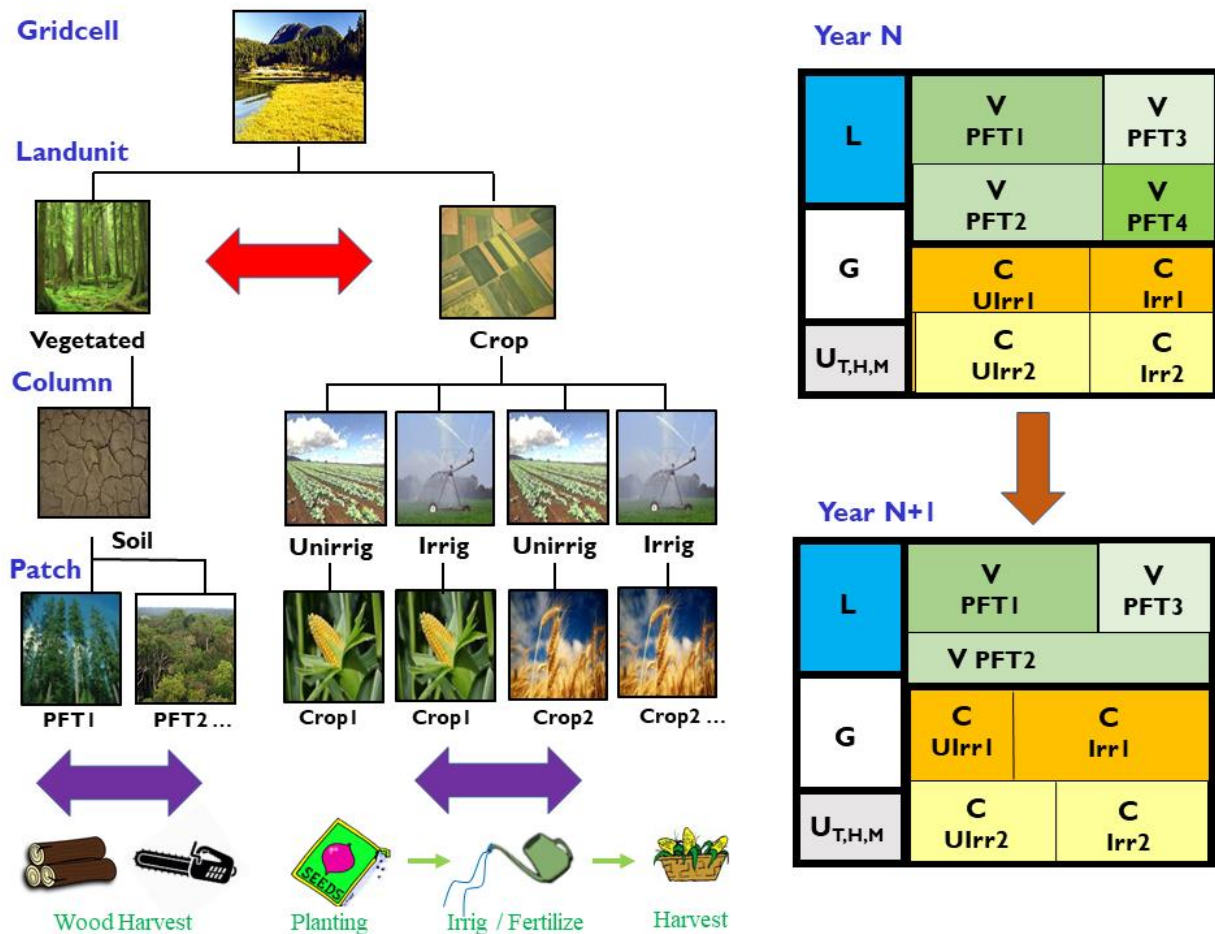 Gridcell
Landunit
Vegetated
Crop
Column
Soil
Unirrig
Irrig
Unirrig
Irrig
Patch
PFT1
PFT2 ...
Crop1
Crop1
Crop2
Crop2 ...
SEEDS
Wood Harvest
Planting
Irrig / Fertilize
Harvest
Year N
L
G
U T,H,M
V
PFT1
V
PFT3
V
PFT2
V
PFT4
C
UIrr1
C
Irr1
C
UIrr2
C
Irr2
Year N+1
L
G
U T,H,M
V
PFT1
V
PFT3
V PFT2
C
UIrr1
C
Irr1
C
UIrr2
C
Irr2